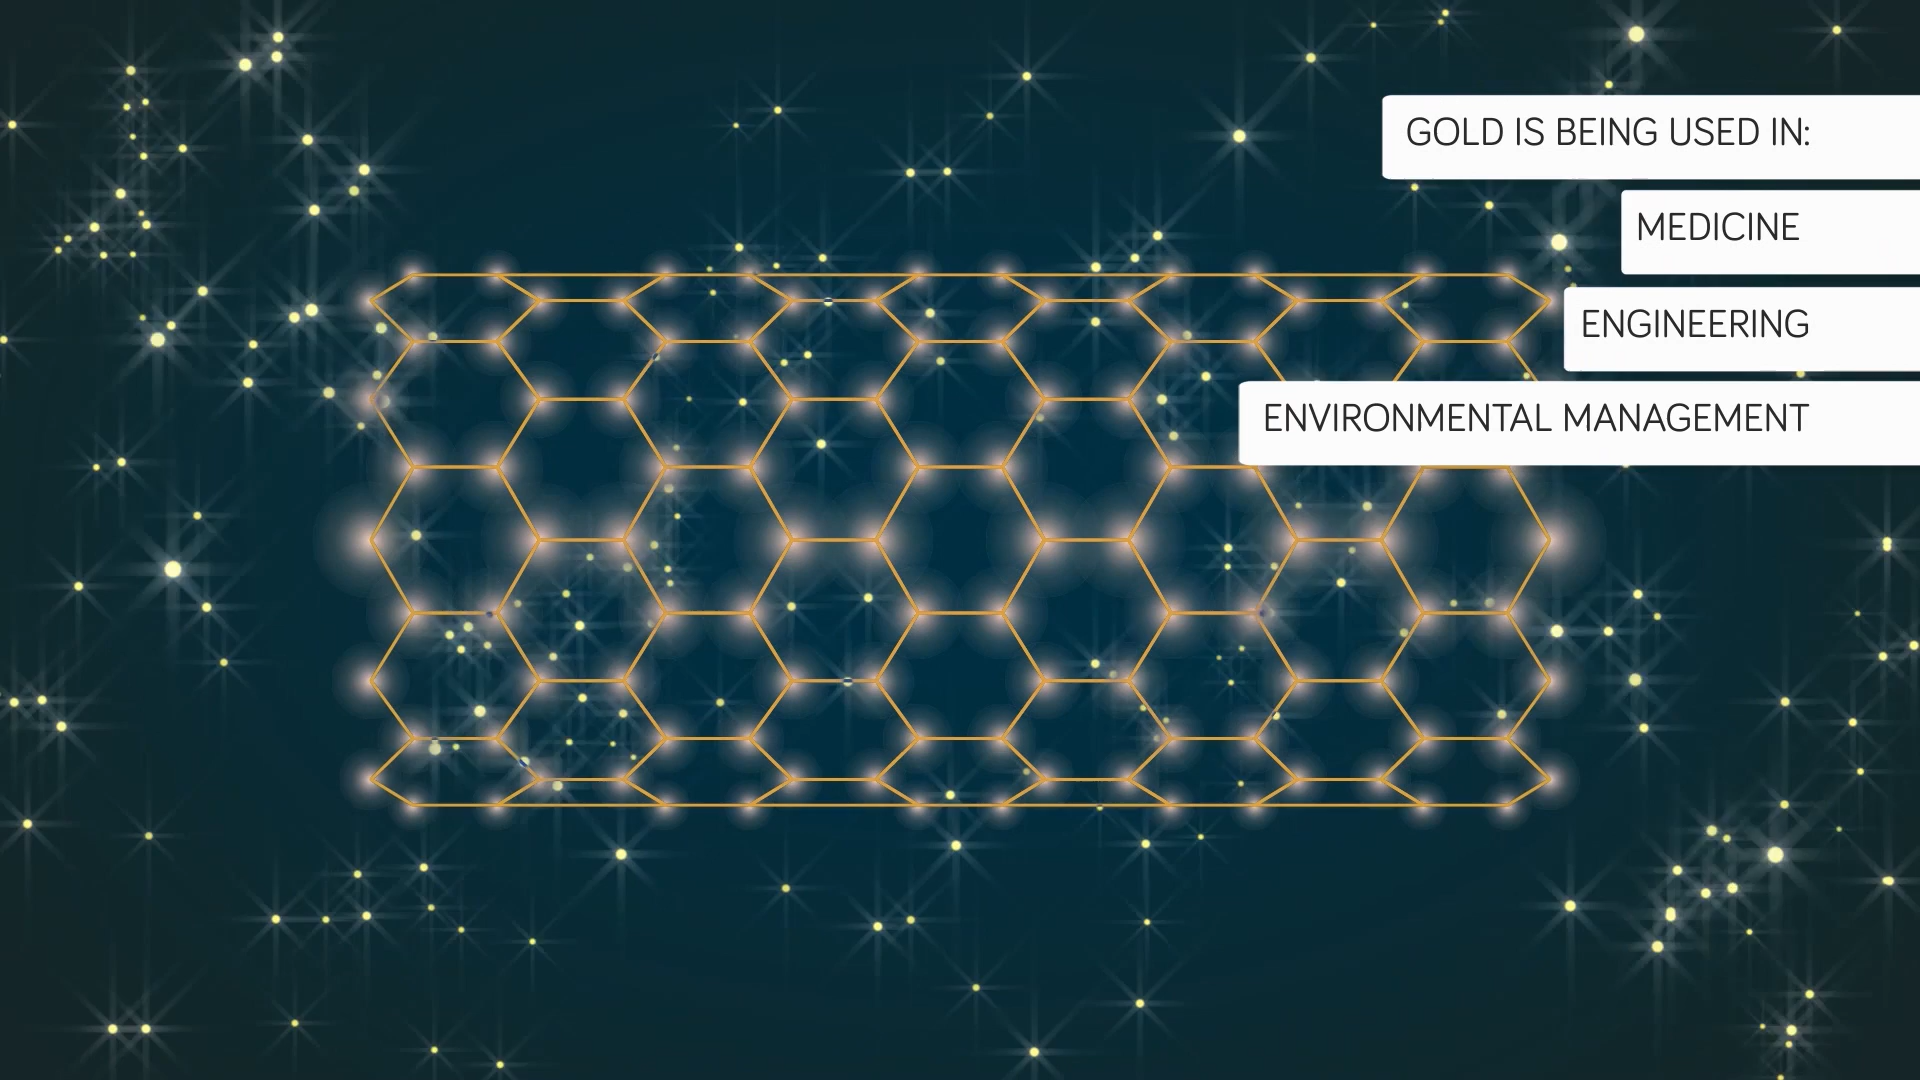 GOLD IS BEING USED IN:
MEDICINE
ENGINEERING
ENVIRONMENTAL MANAGEMENT